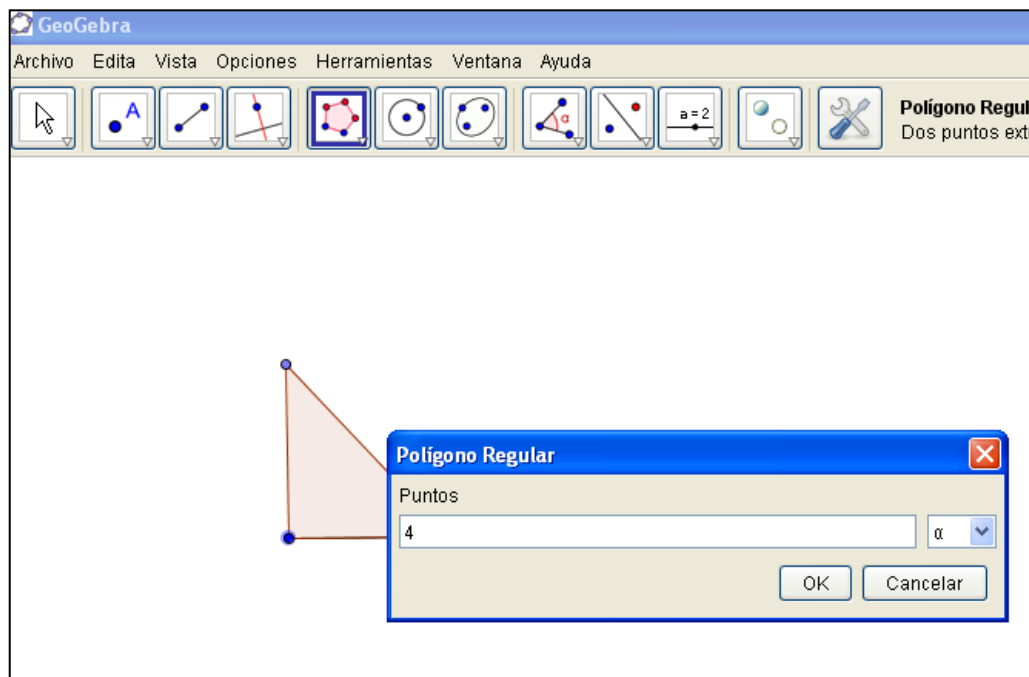 GeoGebra
Archivo Edita Vista Opciones Herramientas Ventana Ayuda
A
α
a = 2
Polígono Regul
Dos puntos ext
Polígono Regular
Puntos
4
α
OK Cancelar